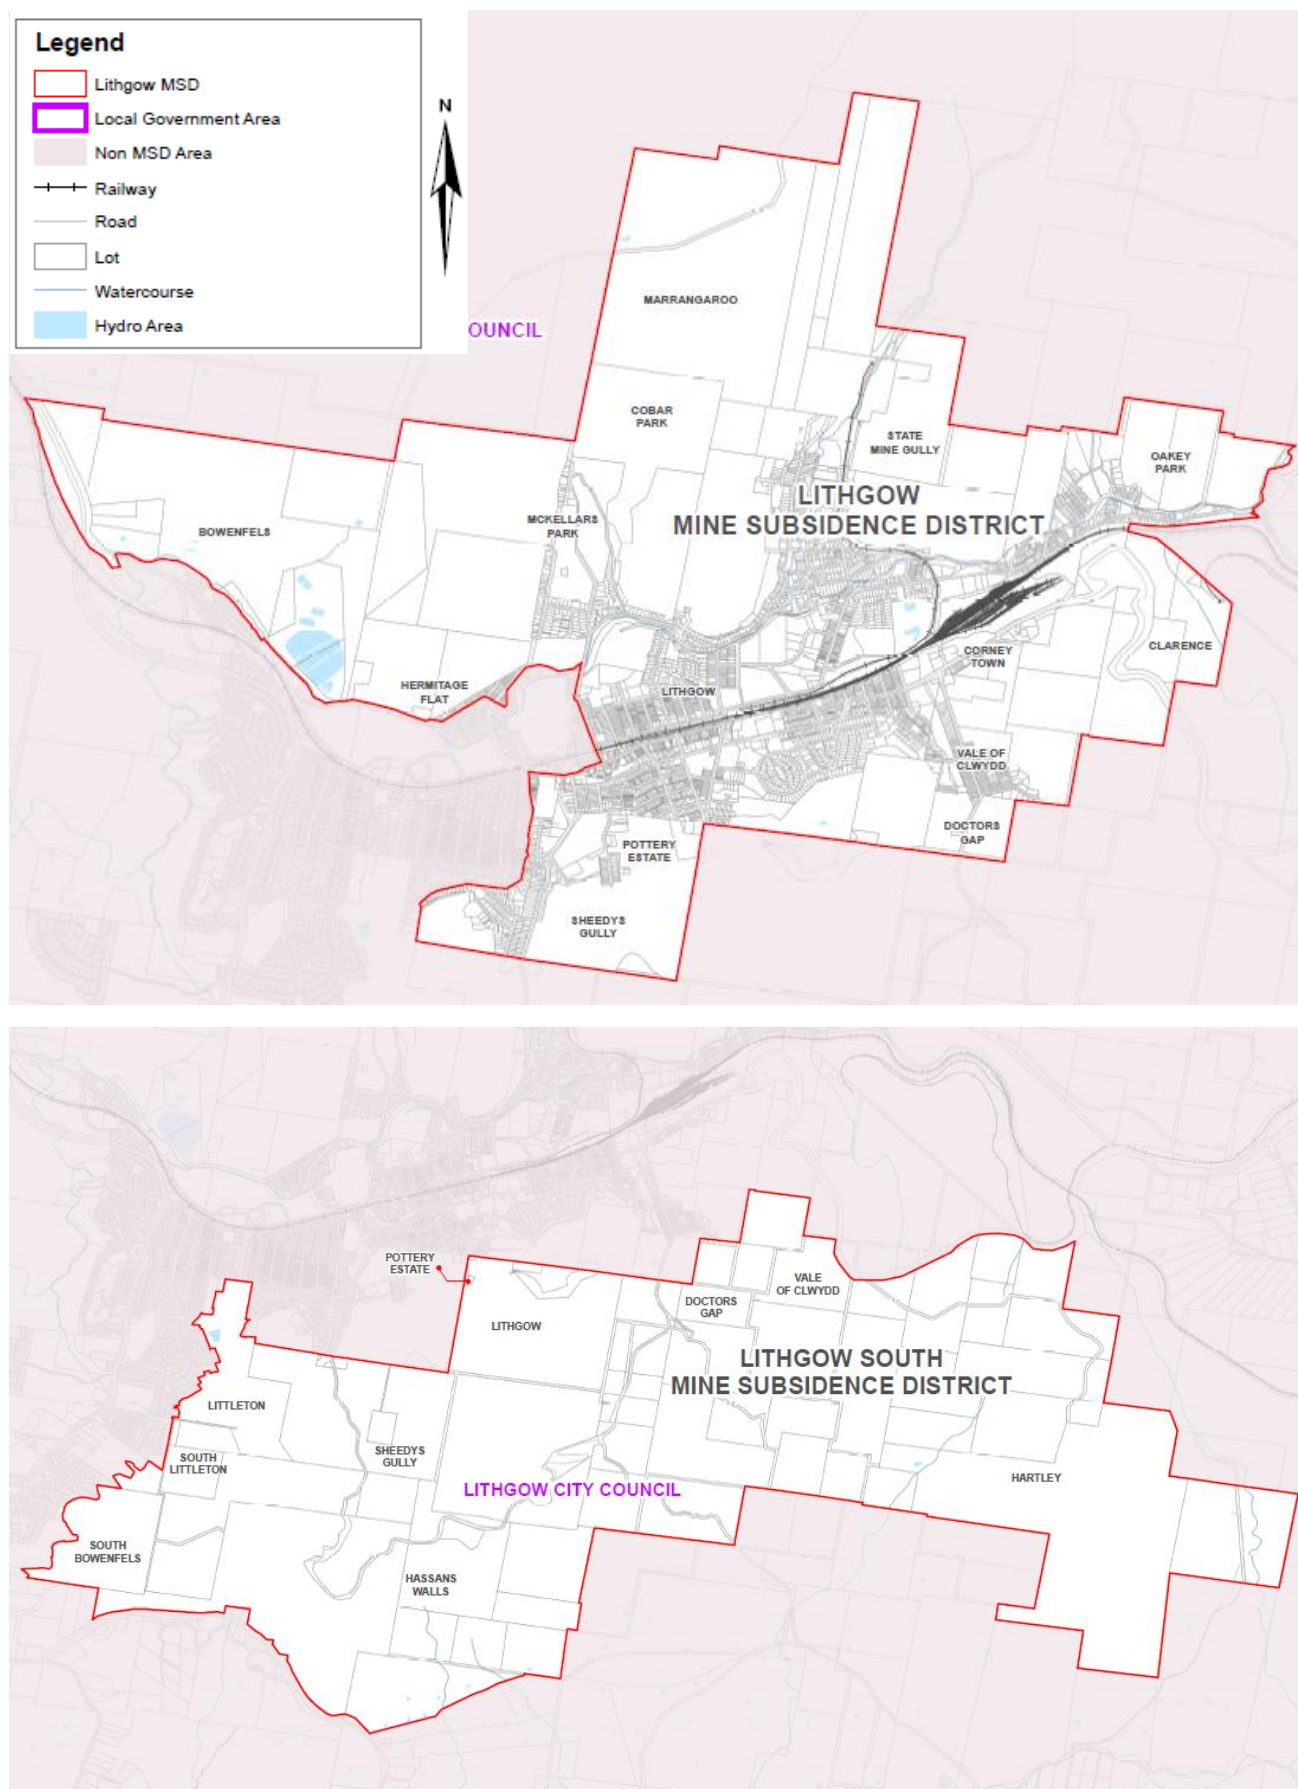 Legend
Lithgow MSD
Local Government Area
Non MSD Area
Railway
Road
Lot
Watercourse
Hydro Area
N
OUNCIL
MARRANGAROO
COBAR
PARK
STATE
MINE GULLY
OAKEY
PARK
LITHGOW
MINE SUBSIDENCE DISTRICT
MCKELLARS
PARK
BOWENFELS
CLARENCE
CORNEY
TOWN
HERMITAGE
FLAT
LITHGOW
VALE OF
CLWYDD
DOCTORS
GAP
POTTERY
ESTATE
SHEEDYS
GULLY
POTTERY
ESTATE
VALE
OF CLWYDD
DOCTORS
GAP
LITHGOW
LITHGOW SOUTH
MINE SUBSIDENCE DISTRICT
LITTLETON
SHEEDYS
GULLY
SOUTH
LITTLETON
HARTLEY
LITHGOW CITY COUNCIL
SOUTH
BOWENFELS
HASSANS
WALLS